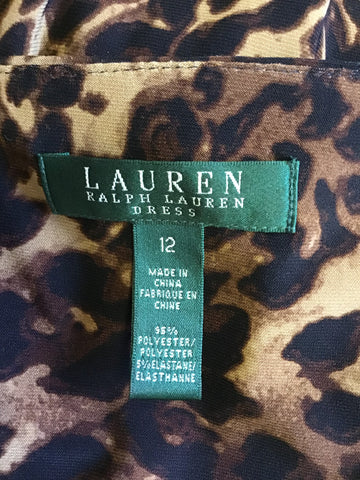 LAUREN
RALPH LAUREN
DRESS
12
MADE IN
CHINA
FABRIQUE EN
CHINE
95%
POLYESTER/
POLYESTER
5%ELASTANE/
ELASTHANNE